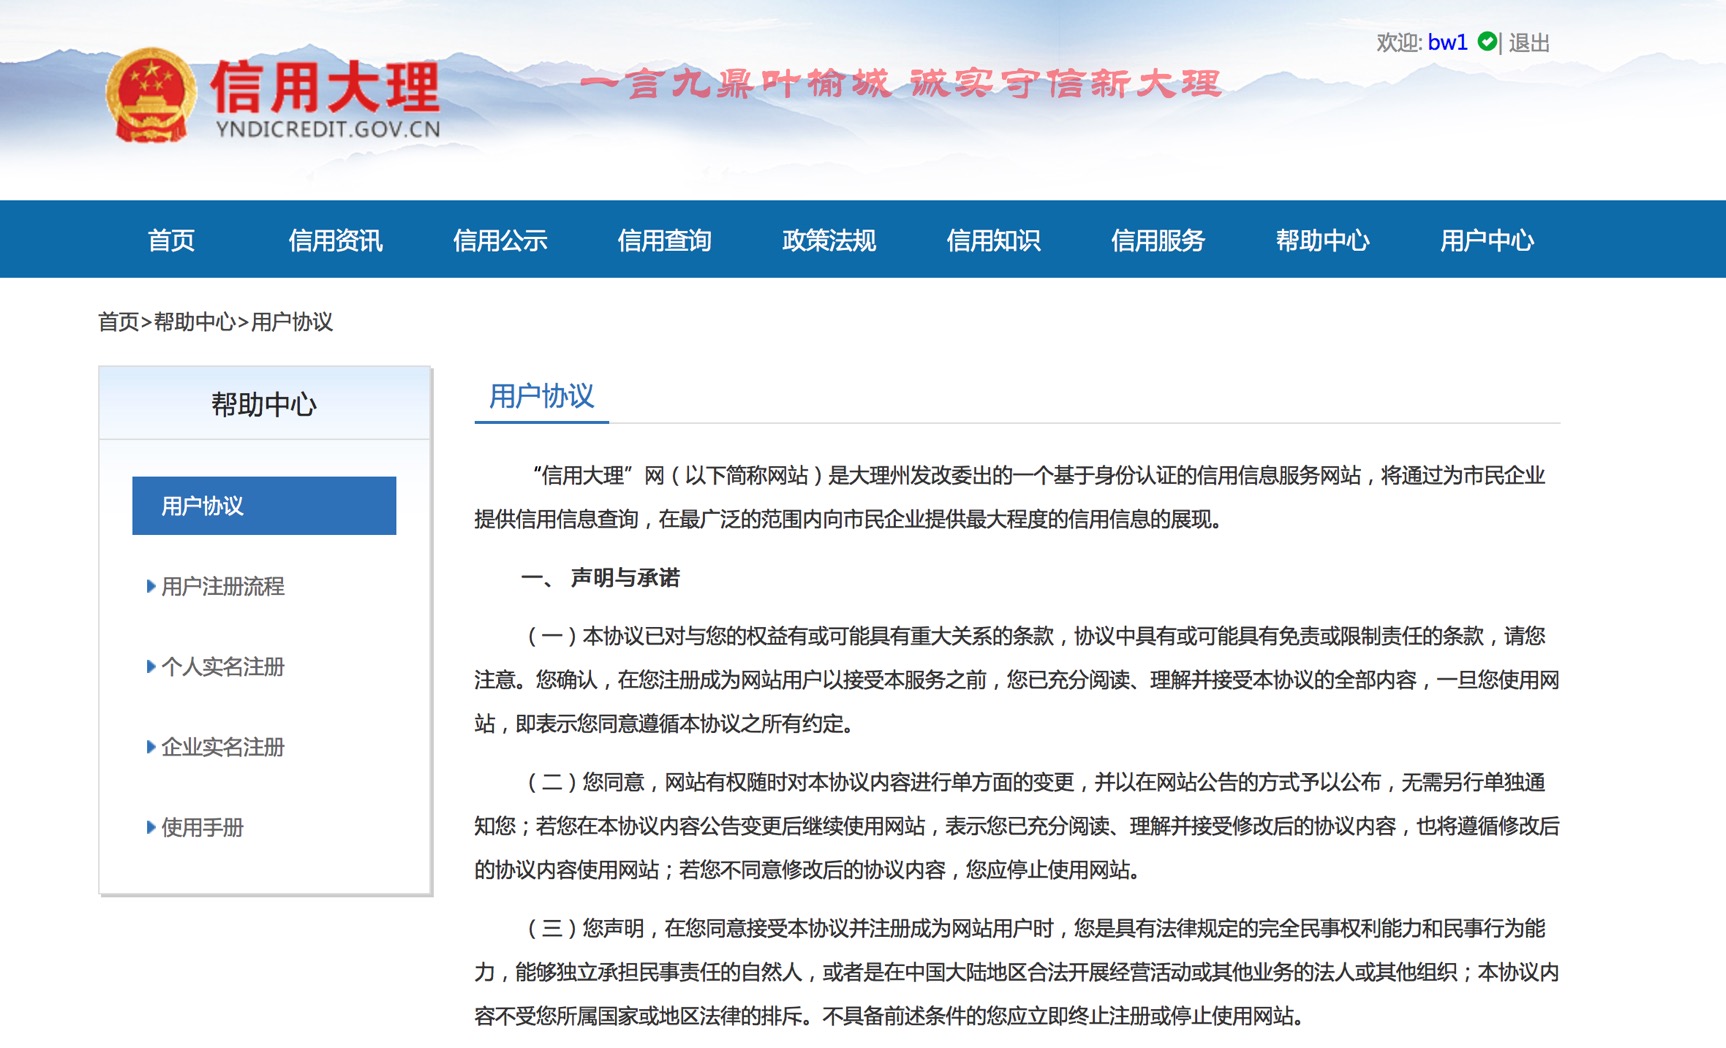 欢迎: bw1 | 退出
信用大理
YNDICREDIT.GOV.CN
一言九鼎叶榆城 诚实守信新大理
首页 信用资讯 信用公示 信用查询 政策法规 信用知识 信用服务 帮助中心 用户中心
首页>帮助中心>用户协议
帮助中心
用户协议
用户注册流程
个人实名注册
企业实名注册
使用手册
用户协议
“信用大理”网（以下简称网站）是大理州发改委出的一个基于身份认证的信用信息服务网站，将通过为市民企业
提供信用信息查询，在最广泛的范围内向市民企业提供最大程度的信用信息的展现。
一、 声明与承诺
（一）本协议已对与您的权益有或可能具有重大关系的条款，协议中具有或可能具有免责或限制责任的条款，请您
注意。您确认，在您注册成为网站用户以接受本服务之前，您已充分阅读、理解并接受本协议的全部内容，一旦您使用网
站，即表示您同意遵循本协议之所有约定。
（二）您同意，网站有权随时对本协议内容进行单方面的变更，并以在网站公告的方式予以公布，无需另行单独通
知您；若您在本协议内容公告变更后继续使用网站，表示您已充分阅读、理解并接受修改后的协议内容，也将遵循修改后
的协议内容使用网站；若您不同意修改后的协议内容，您应停止使用网站。
（三）您声明，在您同意接受本协议并注册成为网站用户时，您是具有法律规定的完全民事权利能力和民事行为能
力，能够独立承担民事责任的自然人，或者是在中国大陆地区合法开展经营活动或其他业务的法人或其他组织；本协议内
容不受您所属国家或地区法律的排斥。不具备前述条件的您应立即终止注册或停止使用网站。